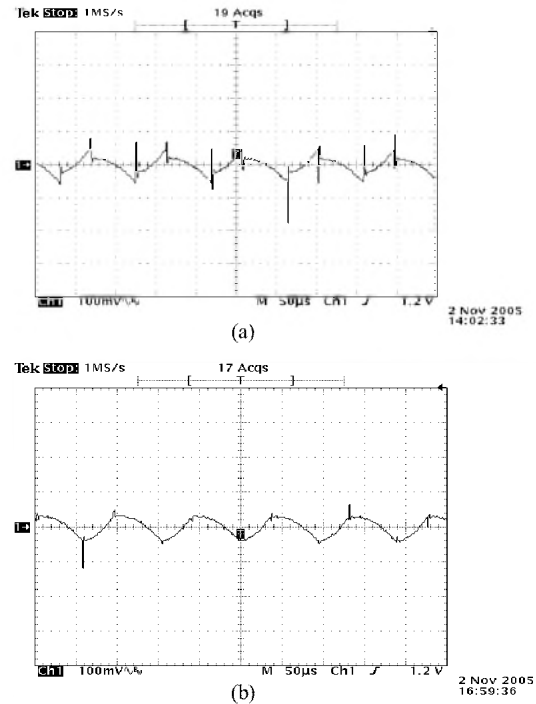 Tek Stop: 1MS/s 19 Acqs
T
T
1→
Ch1 100mV M 50µs Ch1 1.2 V
2 Nov 2005
14:02:33
(a)
Tek Stop: 1MS/s 17 Acqs
T
1→
T
Ch1 100mV M 50µs Ch1 1.2 V
2 Nov 2005
16:59:36
(b)